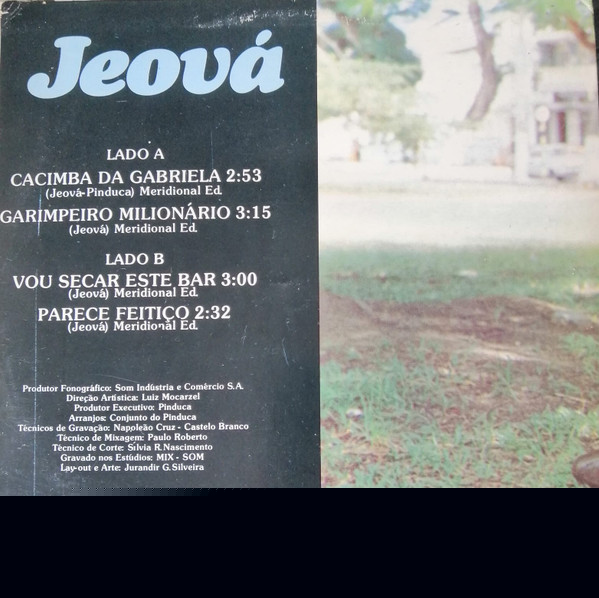 Jeová
LADO A
CACIMBA DA GABRIELA 2:53
(Jeová-Pinduca) Meridional Ed.
GARIMPEIRO MILIONÁRIO 3:15
(Jeová) Meridional Ed.
LADO B
VOU SECAR ESTE BAR 3:00
(Jeová) Meridional Ed.
PARECE FEITIÇO 2:32
(Jeová) Meridional Ed.
Produtor Fonográfico: Som Indústria e Comércio S.A.
Direção Artística: Luiz Mocarzel
Produtor Executivo: Pinduca
Arranjos: Conjunto do Pinduca
Técnicos de Gravação: Napoleão Cruz - Castelo Branco
Técnico de Mixagem: Paulo Roberto
Técnico de Corte: Silvia R. Nascimento
Gravado nos Estúdios: MIX - SOM
Lay-out e Arte: Jurandir G. Silveira